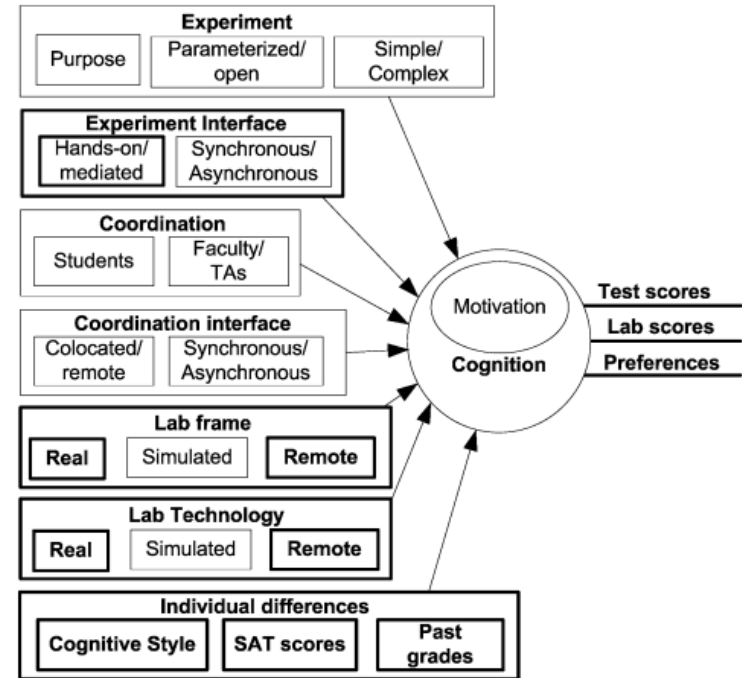 Experiment
Purpose
Parameterized/
open
Simple/
Complex
Experiment Interface
Hands-on/
mediated
Synchronous/
Asynchronous
Coordination
Students
Faculty/
TAs
Coordination interface
Colocated/
remote
Synchronous/
Asynchronous
Lab frame
Real
Simulated
Remote
Lab Technology
Real
Simulated
Remote
Individual differences
Cognitive Style
SAT scores
Past
grades
Motivation
Cognition
Test scores
Lab scores
Preferences